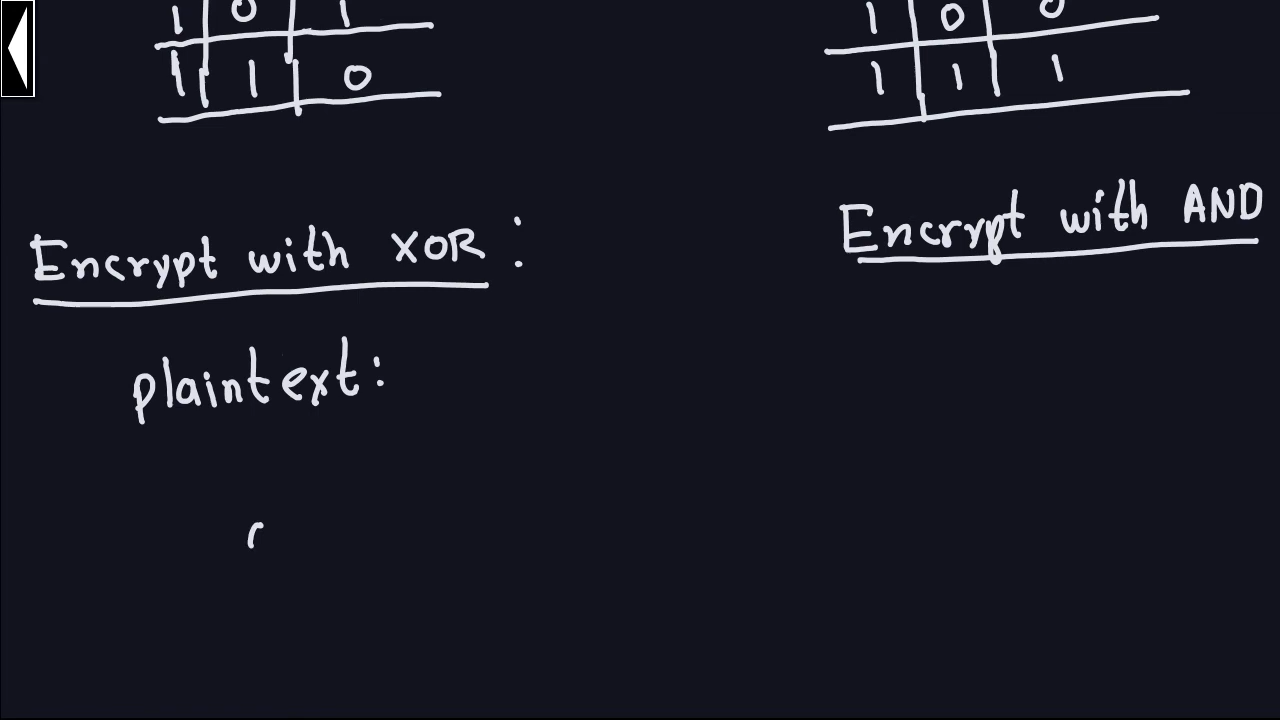 1 0 1
1 1 0
1 0 0
1 1 1
Encrypt with XOR :
plaintext:
Encrypt with AND